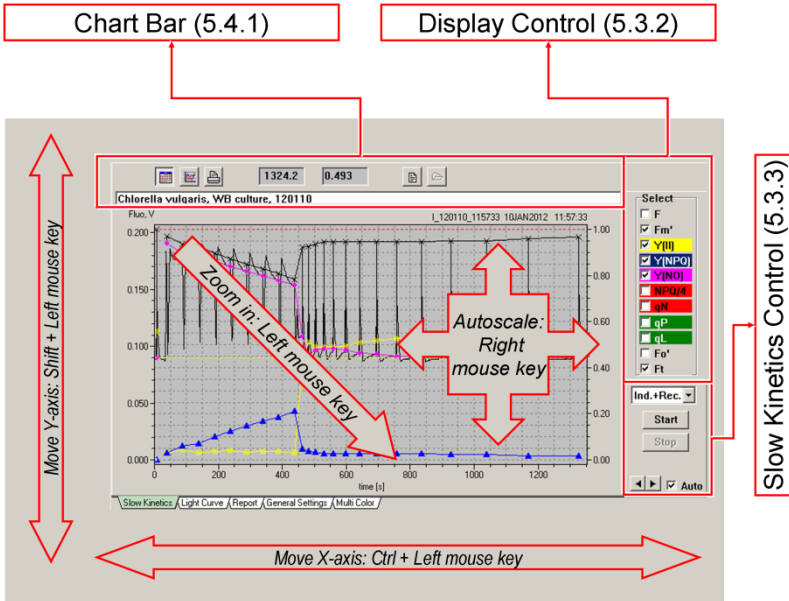 Chart Bar (5.4.1)
Display Control (5.3.2)
1324.2
0.493
Chlorella vulgaris, WB culture, 120110
Fluo, V
I_120110_115733 10JAN2012 11:57:33
0.200
0.150
0.100
0.050
0.000
1.00
0.80
0.60
0.40
0.20
0.00
0
200
400
600
800
1000
1200
time [s]
Zoom in: Left mouse key
Autoscale:
Right
mouse key
Select
F
Fm'
Y(II)
Y(NPQ)
Y(NO)
NPQ/4
qN
qP
qL
Fo'
Ft
Ind.+Rec.
Start
Stop
Auto
Slow Kinetics
Light Curve
Report
General Settings
Multi Color
Move Y-axis: Shift + Left mouse key
Move X-axis: Ctrl + Left mouse key
Slow Kinetics Control (5.3.3)